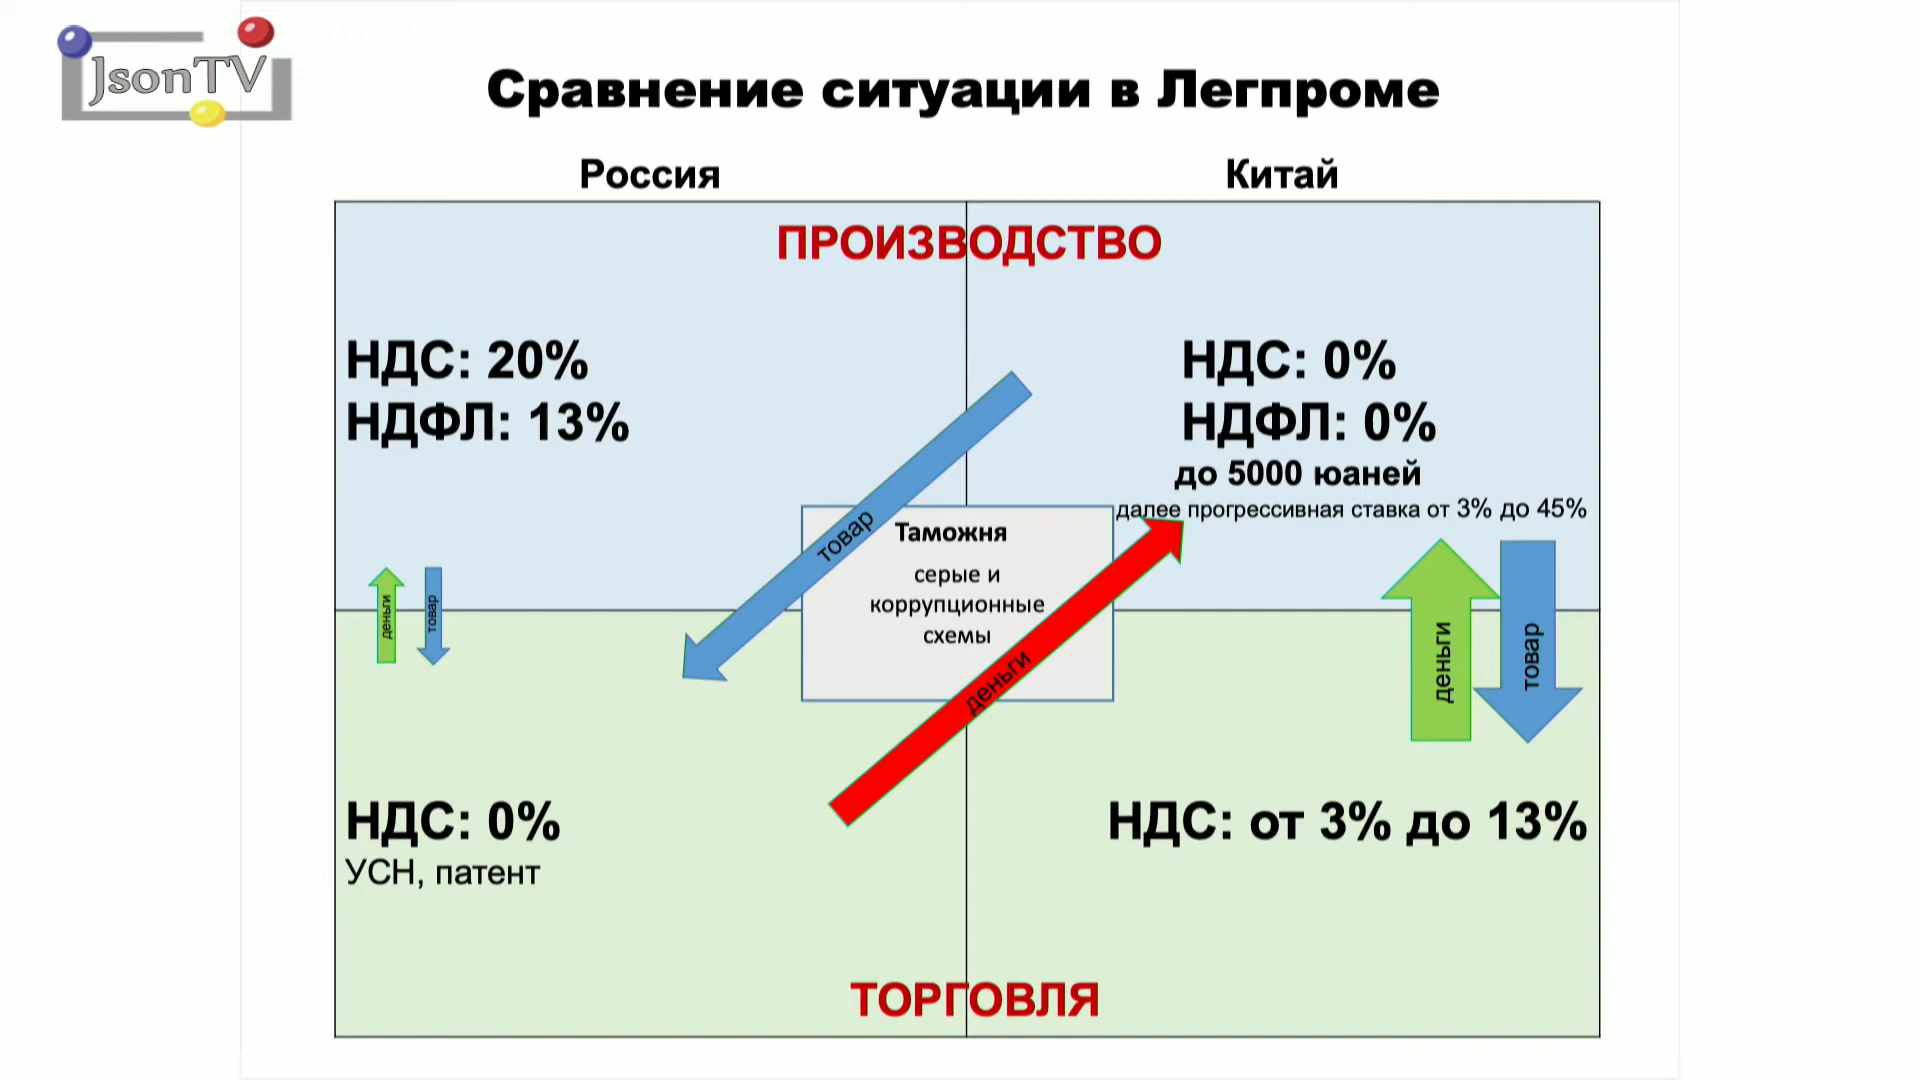 JsonTV
Сравнение ситуации в Легпроме
Россия
Китай
ПРОИЗВОДСТВО
НДС: 20%
НДФЛ: 13%
НДС: 0%
НДФЛ: 0%
до 5000 юаней
далее прогрессивная ставка от 3% до 45%
товар
Таможня
серые и
коррупционные
схемы
деньги
деньги
товар
деньги
товар
НДС: 0%
УСН, патент
НДС: от 3% до 13%
ТОРГОВЛЯ